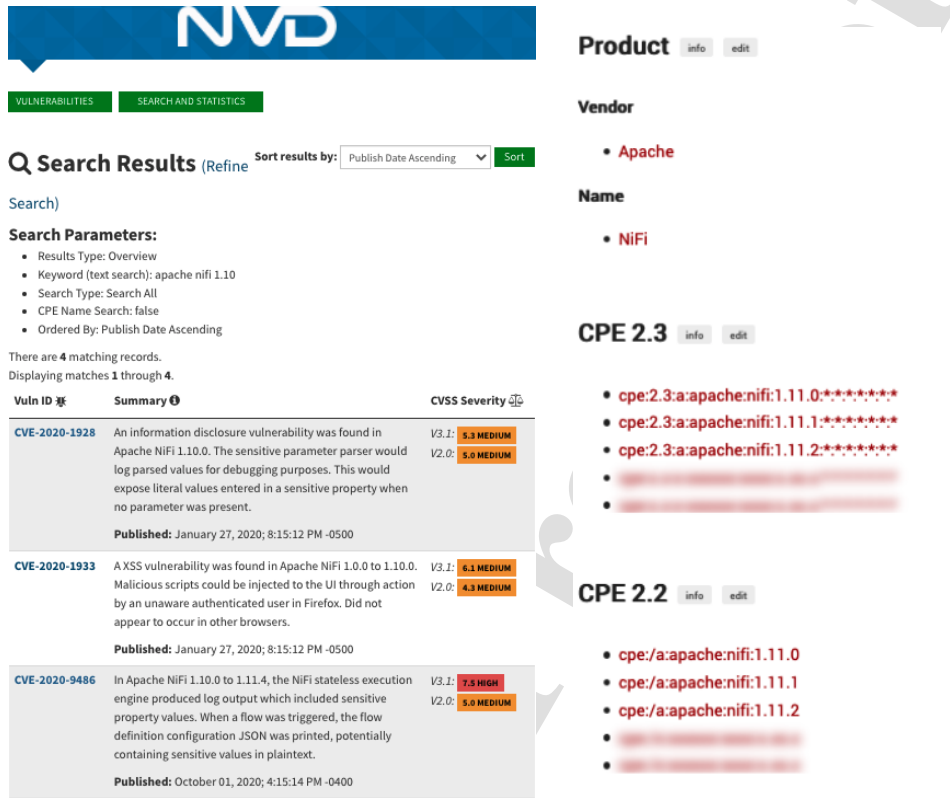 NVD
VULNERABILITIES
SEARCH AND STATISTICS
Search Results (Refine
Search)
Sort results by:
Publish Date Ascending
Sort
Search Parameters:
Results Type: Overview
Keyword (text search): apache nifi 1.10
Search Type: Search All
CPE Name Search: false
Ordered By: Publish Date Ascending
There are 4 matching records.
Displaying matches 1 through 4.
Vuln ID
Summary
CVSS Severity
CVE-2020-1928
An information disclosure vulnerability was found in
Apache NiFi 1.10.0. The sensitive parameter parser would
log parsed values for debugging purposes. This would
expose literal values entered in a sensitive property when
no parameter was present.
Published: January 27, 2020; 8:15:12 PM -0500
V3.1: 5.3 MEDIUM
V2.0: 5.0 MEDIUM
CVE-2020-1933
A XSS vulnerability was found in Apache NiFi 1.0.0 to 1.10.0.
Malicious scripts could be injected to the UI through action
by an unaware authenticated user in Firefox. Did not
appear to occur in other browsers.
Published: January 27, 2020; 8:15:12 PM -0500
V3.1: 6.1 MEDIUM
V2.0: 4.3 MEDIUM
CVE-2020-9486
In Apache NiFi 1.10.0 to 1.11.4, the NiFi stateless execution
engine produced log output which included sensitive
property values. When a flow was triggered, the flow
definition configuration JSON was printed, potentially
containing sensitive values in plaintext.
Published: October 01, 2020; 4:15:14 PM -0400
V3.1: 7.5 HIGH
V2.0: 5.0 MEDIUM
Product info edit
Vendor
Apache
Name
NiFi
CPE 2.3 info edit
cpe:2.3:a:apache:nifi:1.11.0:*:*:*:*:*:*:*
cpe:2.3:a:apache:nifi:1.11.1:*:*:*:*:*:*:*
cpe:2.3:a:apache:nifi:1.11.2:*:*:*:*:*:*:*
CPE 2.2 info edit
cpe:/a:apache:nifi:1.11.0
cpe:/a:apache:nifi:1.11.1
cpe:/a:apache:nifi:1.11.2